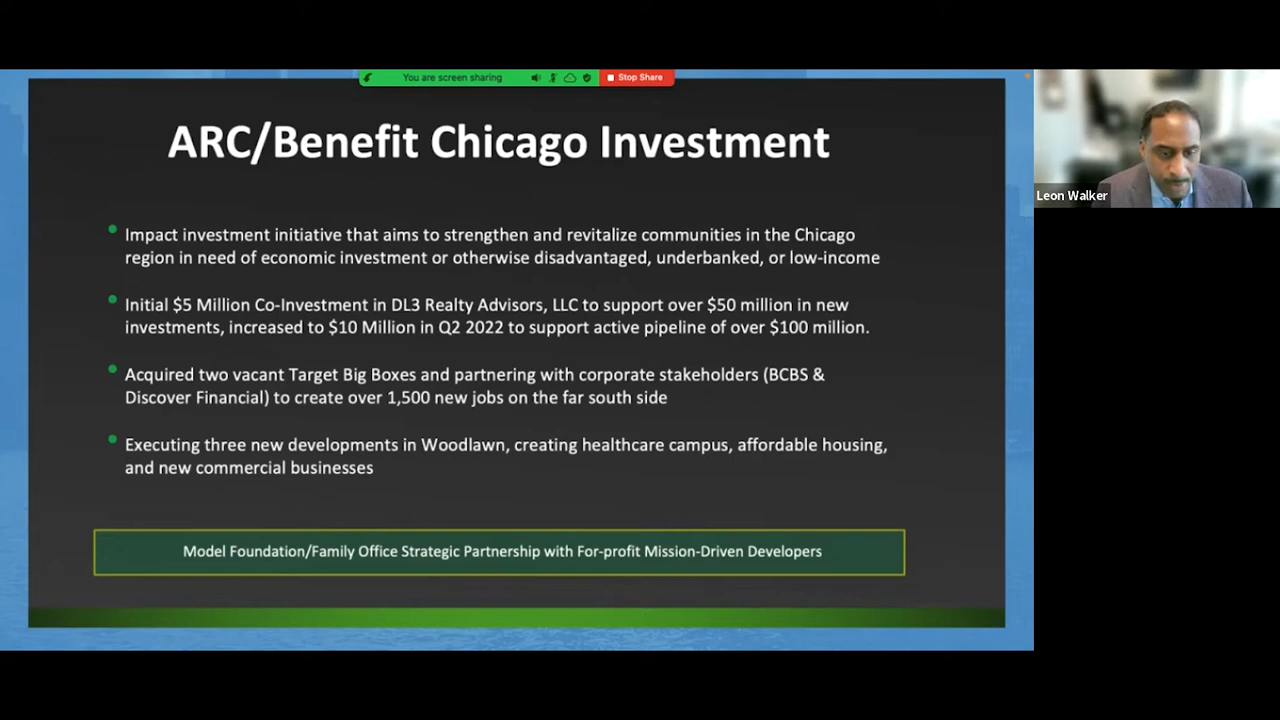 You are screen sharing
Stop Share
ARC/Benefit Chicago Investment
Impact investment initiative that aims to strengthen and revitalize communities in the Chicago
region in need of economic investment or otherwise disadvantaged, underbanked, or low-income
Initial $5 Million Co-Investment in DL3 Realty Advisors, LLC to support over $50 million in new
investments, increased to $10 Million in Q2 2022 to support active pipeline of over $100 million.
Acquired two vacant Target Big Boxes and partnering with corporate stakeholders (BCBS &
Discover Financial) to create over 1,500 new jobs on the far south side
Executing three new developments in Woodlawn, creating healthcare campus, affordable housing,
and new commercial businesses
Model Foundation/Family Office Strategic Partnership with For-profit Mission-Driven Developers
Leon Walker